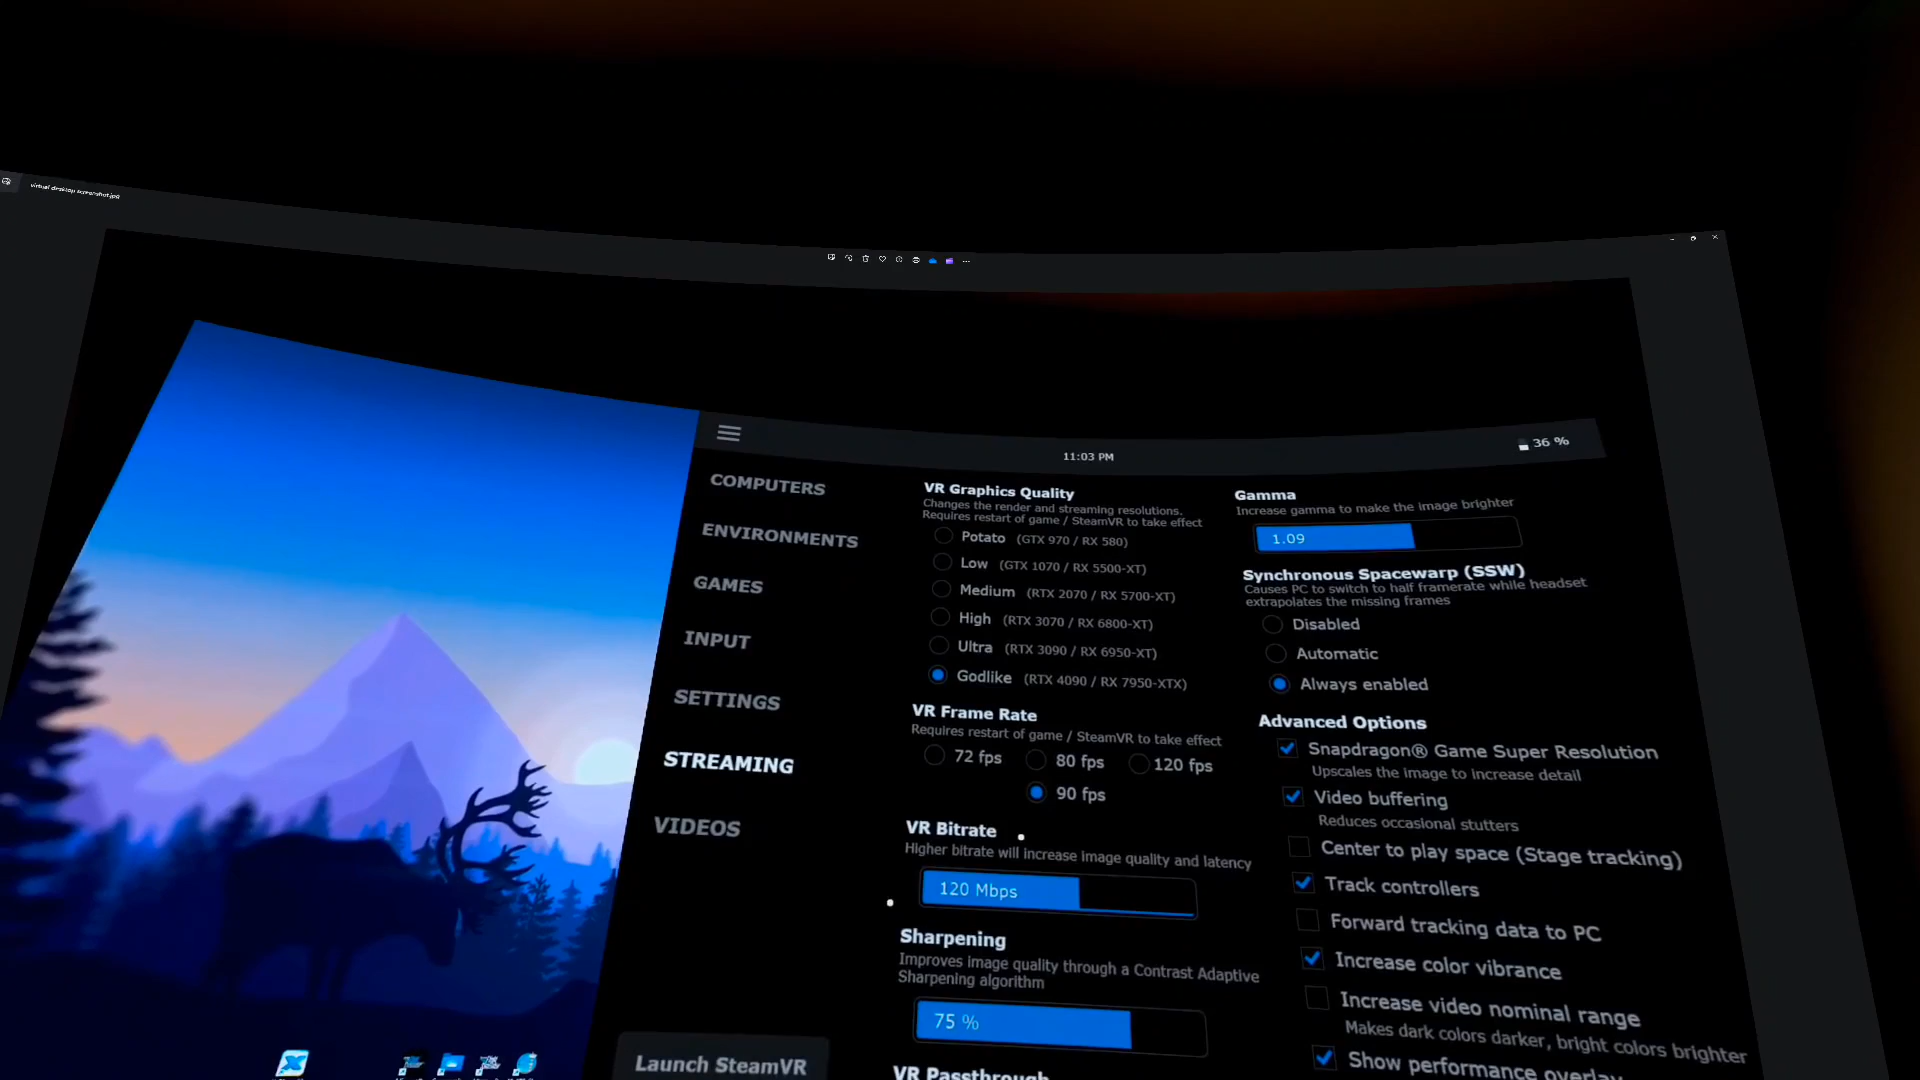 virtual desktop screenshot.jpg
11:03 PM
36 %
COMPUTERS
ENVIRONMENTS
GAMES
INPUT
SETTINGS
STREAMING
VIDEOS
Launch SteamVR
VR Graphics Quality
Changes the render and streaming resolutions.
Requires restart of game / SteamVR to take effect
Potato (GTX 970 / RX 580)
Low (GTX 1070 / RX 5500-XT)
Medium (RTX 2070 / RX 5700-XT)
High (RTX 3070 / RX 6800-XT)
Ultra (RTX 3090 / RX 6950-XT)
Godlike (RTX 4090 / RX 7950-XTX)
VR Frame Rate
Requires restart of game / SteamVR to take effect
72 fps 80 fps 120 fps
90 fps
VR Bitrate
Higher bitrate will increase image quality and latency
120 Mbps
Sharpening
Improves image quality through a Contrast Adaptive
Sharpening algorithm
75 %
VR Passthrough
Gamma
Increase gamma to make the image brighter
1.09
Synchronous Spacewarp (SSW)
Causes PC to switch to half framerate while headset
extrapolates the missing frames
Disabled
Automatic
Always enabled
Advanced Options
Snapdragon® Game Super Resolution
Upscales the image to increase detail
Video buffering
Reduces occasional stutters
Center to play space (Stage tracking)
Track controllers
Forward tracking data to PC
Increase color vibrance
Increase video nominal range
Makes dark colors darker, bright colors brighter
Show performance overlay